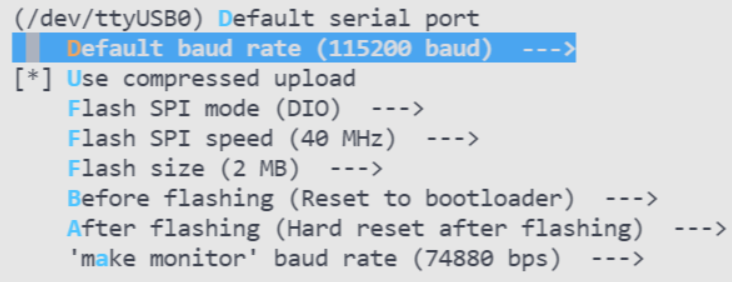 (/dev/ttyUSB0) Default serial port
Default baud rate (115200 baud)  --->
[*] Use compressed upload
Flash SPI mode (DIO)  --->
Flash SPI speed (40 MHz)  --->
Flash size (2 MB)  --->
Before flashing (Reset to bootloader)  --->
After flashing (Hard reset after flashing)  --->
'make monitor' baud rate (74880 bps)  --->